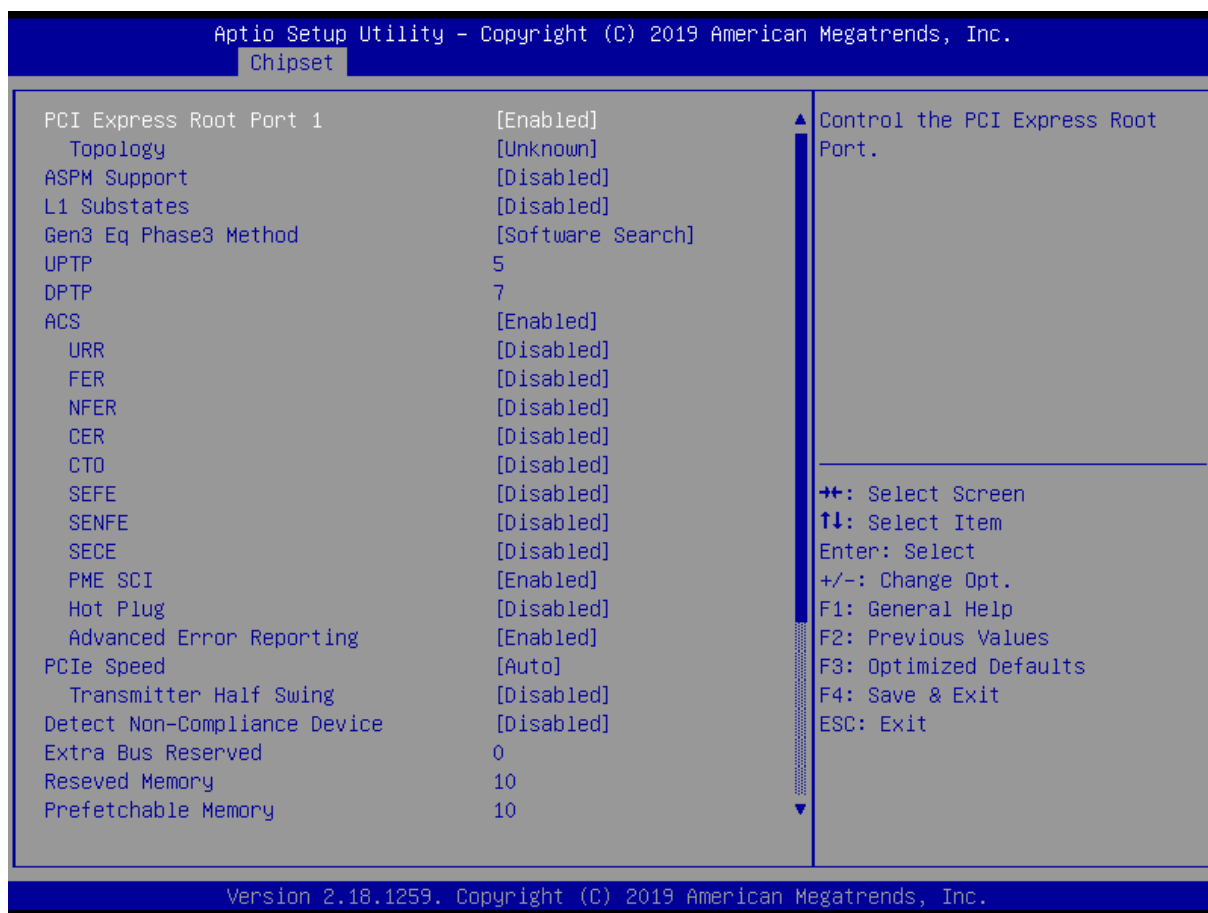 Aptio Setup Utility – Copyright (C) 2019 American Megatrends, Inc.
Chipset
PCI Express Root Port 1 [Enabled]
Topology [Unknown]
ASPM Support [Disabled]
L1 Substates [Disabled]
Gen3 Eq Phase3 Method [Software Search]
UPTP 5
DPTP 7
ACS [Enabled]
URR [Disabled]
FER [Disabled]
NFER [Disabled]
CER [Disabled]
CTO [Disabled]
SEFE [Disabled]
SENFE [Disabled]
SECE [Disabled]
PME SCI [Enabled]
Hot Plug [Disabled]
Advanced Error Reporting [Enabled]
PCIe Speed [Auto]
Transmitter Half Swing [Disabled]
Detect Non-Compliance Device [Disabled]
Extra Bus Reserved 0
Reseved Memory 10
Prefetchable Memory 10
Control the PCI Express Root
Port.
→←: Select Screen
↑↓: Select Item
Enter: Select
+/-: Change Opt.
F1: General Help
F2: Previous Values
F3: Optimized Defaults
F4: Save & Exit
ESC: Exit
Version 2.18.1259. Copyright (C) 2019 American Megatrends, Inc.